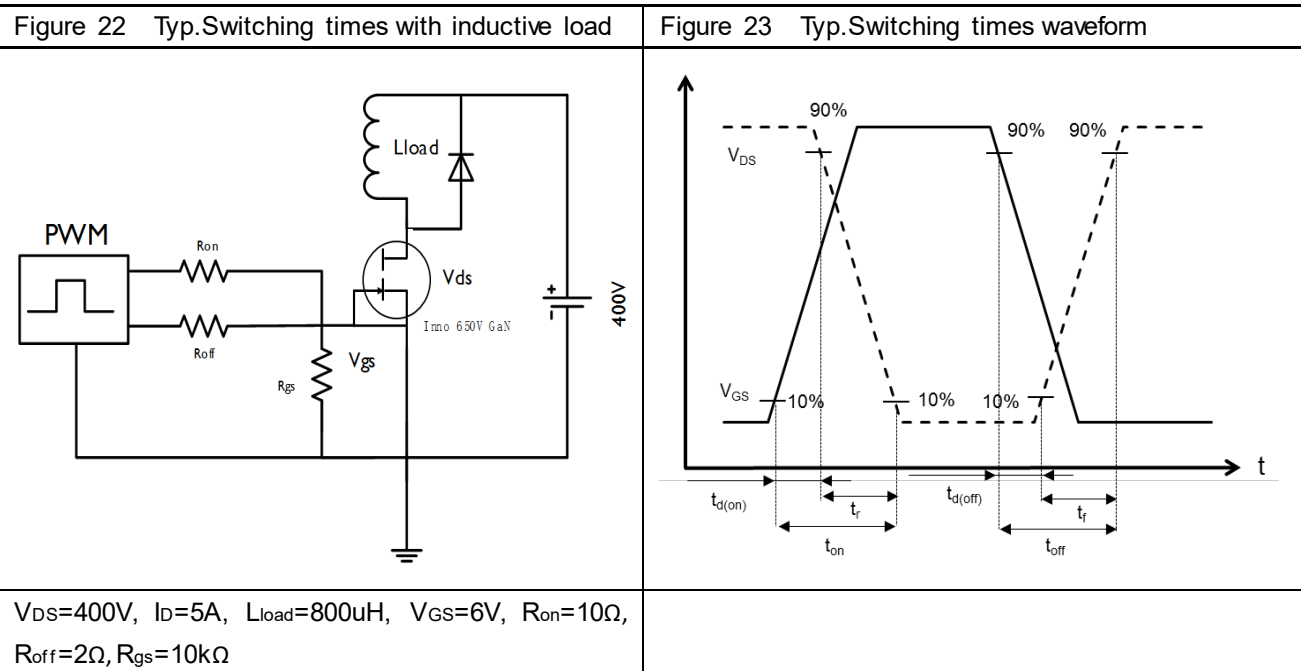 Figure 22 Typ.Switching times with inductive load
Lload
PWM
Ron
Roff
Rgs
Vgs
Vds
Inno 650V GaN
400V
VDS=400V, ID=5A, Lload=800uH, VGS=6V, Ron=10Ω,
Roff=2Ω,Rgs=10kΩ
Figure 23 Typ.Switching times waveform
90%
90% 90%
VDS
VGS
10% 10% 10%
t
td(on) tr td(off) tf
ton toff